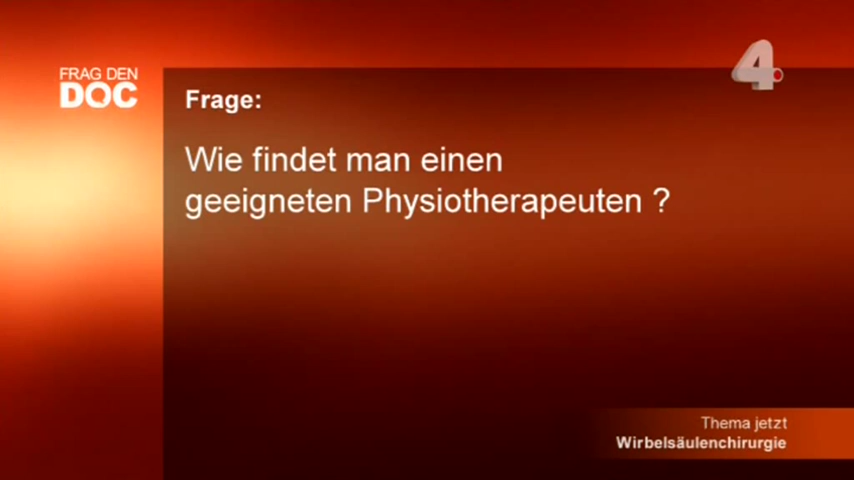 FRAG DEN
DOC
4
Frage:
Wie findet man einen
geeigneten Physiotherapeuten ?
Thema jetzt
Wirbelsäulenchirurgie